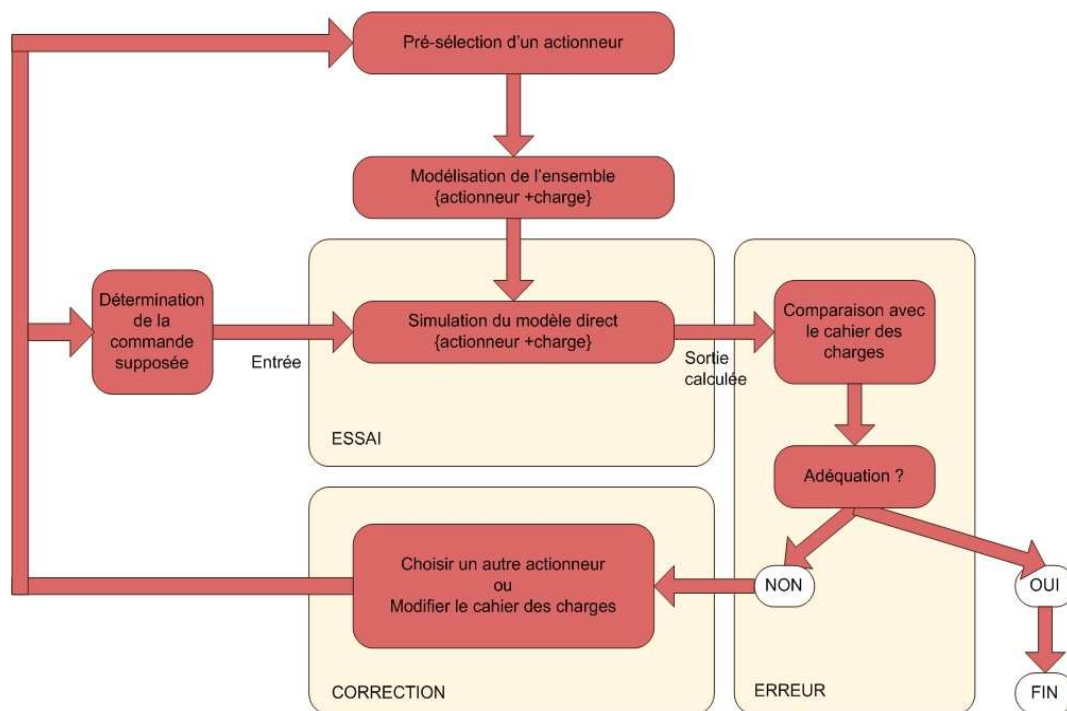 Pré-sélection d'un actionneur
Modélisation de l'ensemble
{actionneur +charge}
Détermination
de la
commande
supposée
Entrée
Simulation du modèle direct
{actionneur +charge}
Sortie
calculée
Comparaison avec
le cahier des
charges
ESSAI
Adéquation ?
NON
OUI
Choisir un autre actionneur
ou
Modifier le cahier des charges
CORRECTION
ERREUR
FIN